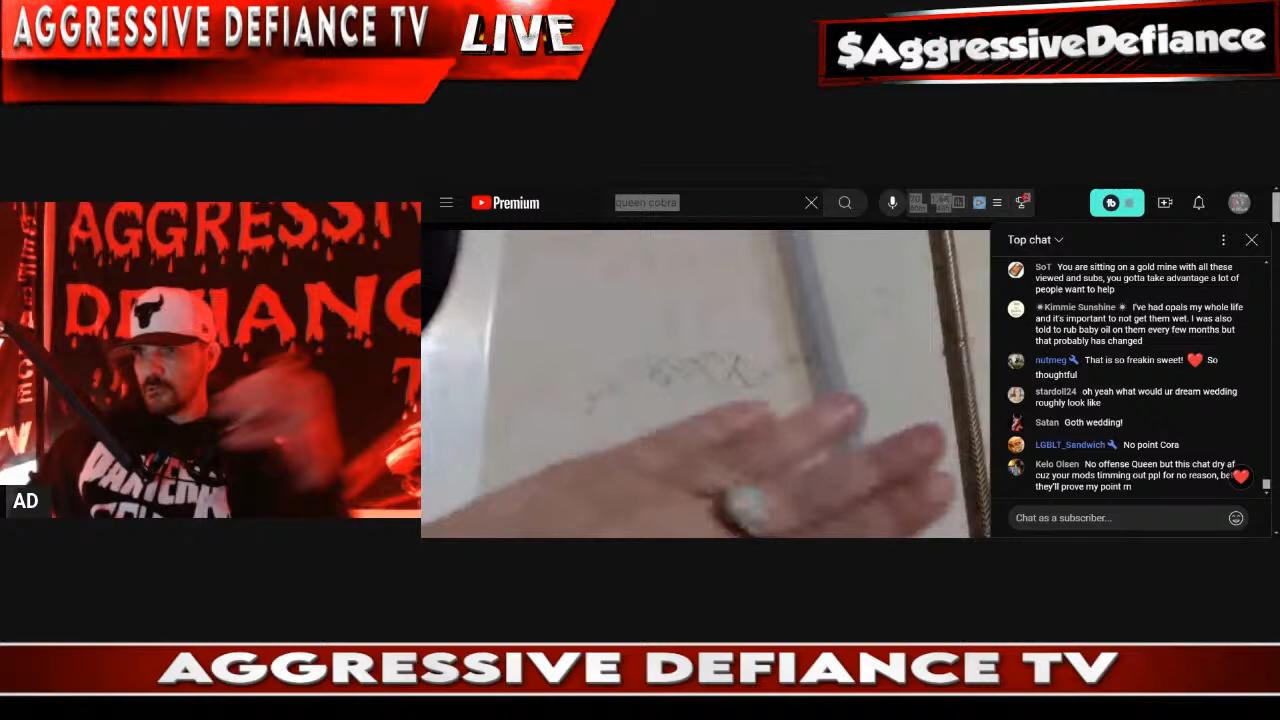 AGGRESSIVE DEFIANCE TV
LIVE
$AggressiveDefiance
AGGRESSI
DEFIANC
AD
Premium
queen cobra
Top chat
SoT You are sitting on a gold mine with all these
viewed and subs, you gotta take advantage a lot of
people want to help
☀Kimmie Sunshine☀ I've had opals my whole life
and it's important to not get them wet. I was also
told to rub baby oil on them every few months but
that probably has changed
nutmeg That is so freakin sweet! ❤️ So
thoughtful
stardoll24 oh yeah what would ur dream wedding
roughly look like
Satan Goth wedding!
LGBLT_Sandwich No point Cora
Kelo Olsen No offense Queen but this chat dry af
cuz your mods timming out ppl for no reason,
they'll prove my point rn
Chat as a subscriber...
AGGRESSIVE DEFIANCE TV